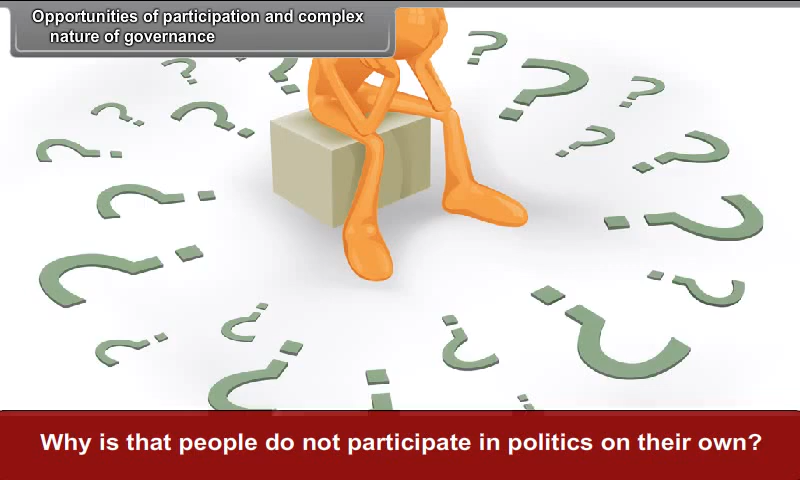 Opportunities of participation and complex
nature of governance
Why is that people do not participate in politics on their own?